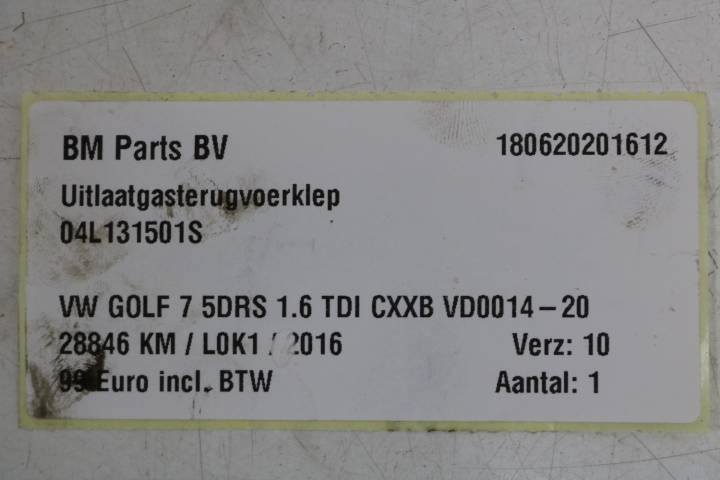 BM Parts BV 180620201612
Uitlaatgasterugvoerklep
04L131501S
VW GOLF 7 5DRS 1.6 TDI CXXB VD0014-20
28846 KM / L0K1 / 2016 Verz: 10
99 Euro incl. BTW Aantal: 1